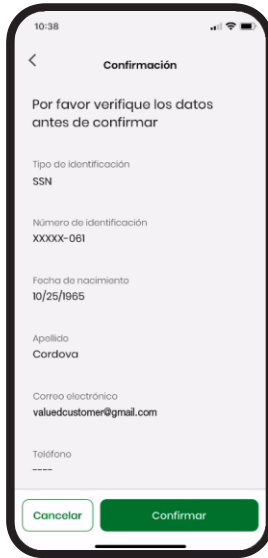 10:38
Confirmación
Por favor verifique los datos
antes de confirmar
Tipo de identificación
SSN
Número de identificación
XXXXX-061
Fecha de nacimiento
10/25/1965
Apellido
Cordova
Correo electrónico
valuedcustomer@gmail.com
Teléfono
----
Cancelar
Confirmar